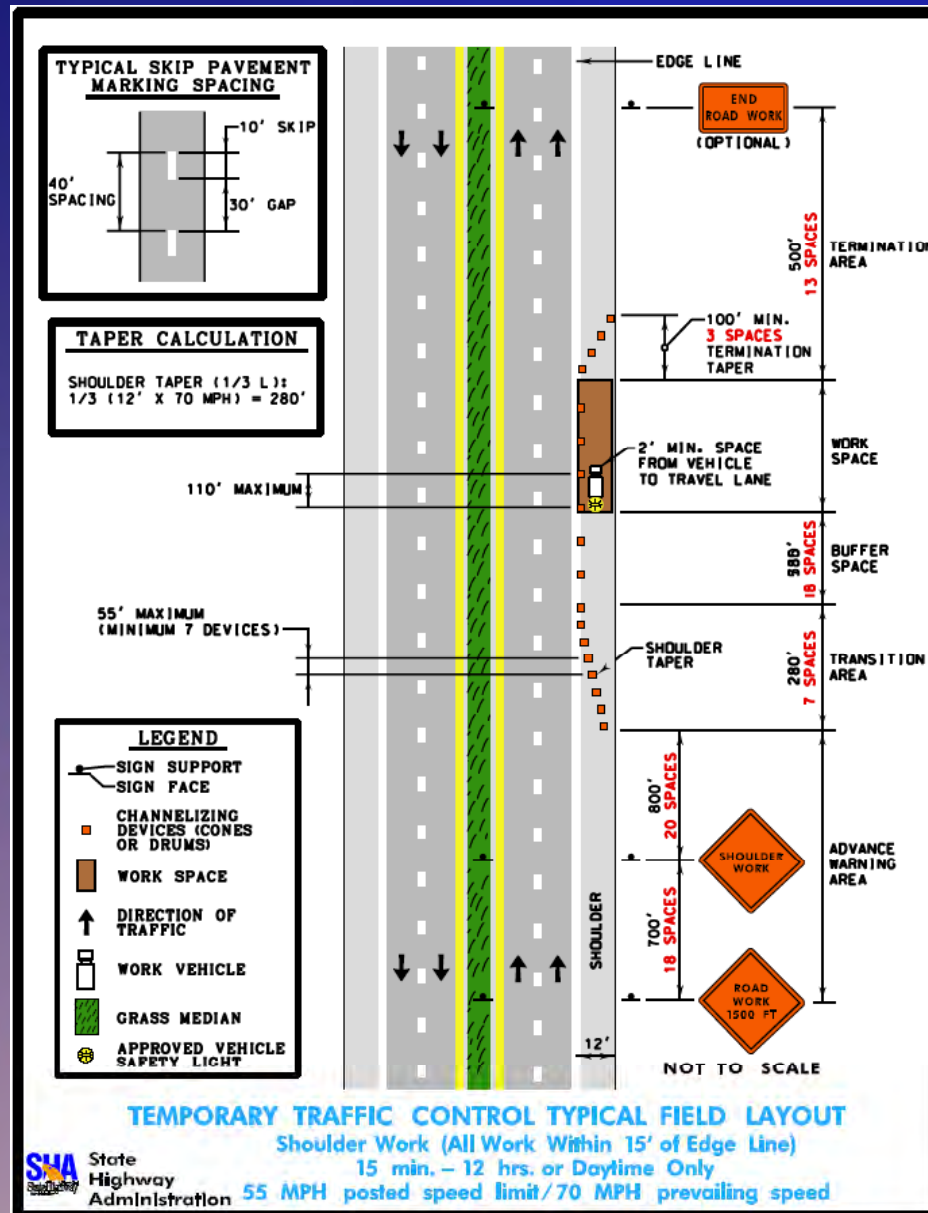 TYPICAL SKIP PAVEMENT
MARKING SPACING
10' SKIP
40'
SPACING
30' GAP
TAPER CALCULATION
SHOULDER TAPER (1/3 L):
1/3 (12' X 70 MPH) = 280'
110' MAXIMUM
55' MAXIMUM
(MINIMUM 7 DEVICES)
LEGEND
SIGN SUPPORT
SIGN FACE
CHANNELIZING
DEVICES (CONES
OR DRUMS)
WORK SPACE
DIRECTION OF
TRAFFIC
WORK VEHICLE
GRASS MEDIAN
APPROVED VEHICLE
SAFETY LIGHT
EDGE LINE
END
ROAD WORK
(OPTIONAL)
500'
13 SPACES
TERMINATION
AREA
100' MIN.
3 SPACES
TERMINATION
TAPER
2' MIN. SPACE
FROM VEHICLE
TO TRAVEL LANE
WORK
SPACE
18 SPACES
BUFFER
SPACE
SHOULDER
TAPER
280'
7 SPACES
TRANSITION
AREA
800'
20 SPACES
SHOULDER
WORK
ADVANCE
WARNING
AREA
SHOULDER
700'
18 SPACES
ROAD
WORK
1500 FT
12'
NOT TO SCALE
TEMPORARY TRAFFIC CONTROL TYPICAL FIELD LAYOUT
Shoulder Work (All Work Within 15' of Edge Line)
15 min. – 12 hrs. or Daytime Only
55 MPH posted speed limit/70 MPH prevailing speed
SHA
State
Highway
Administration